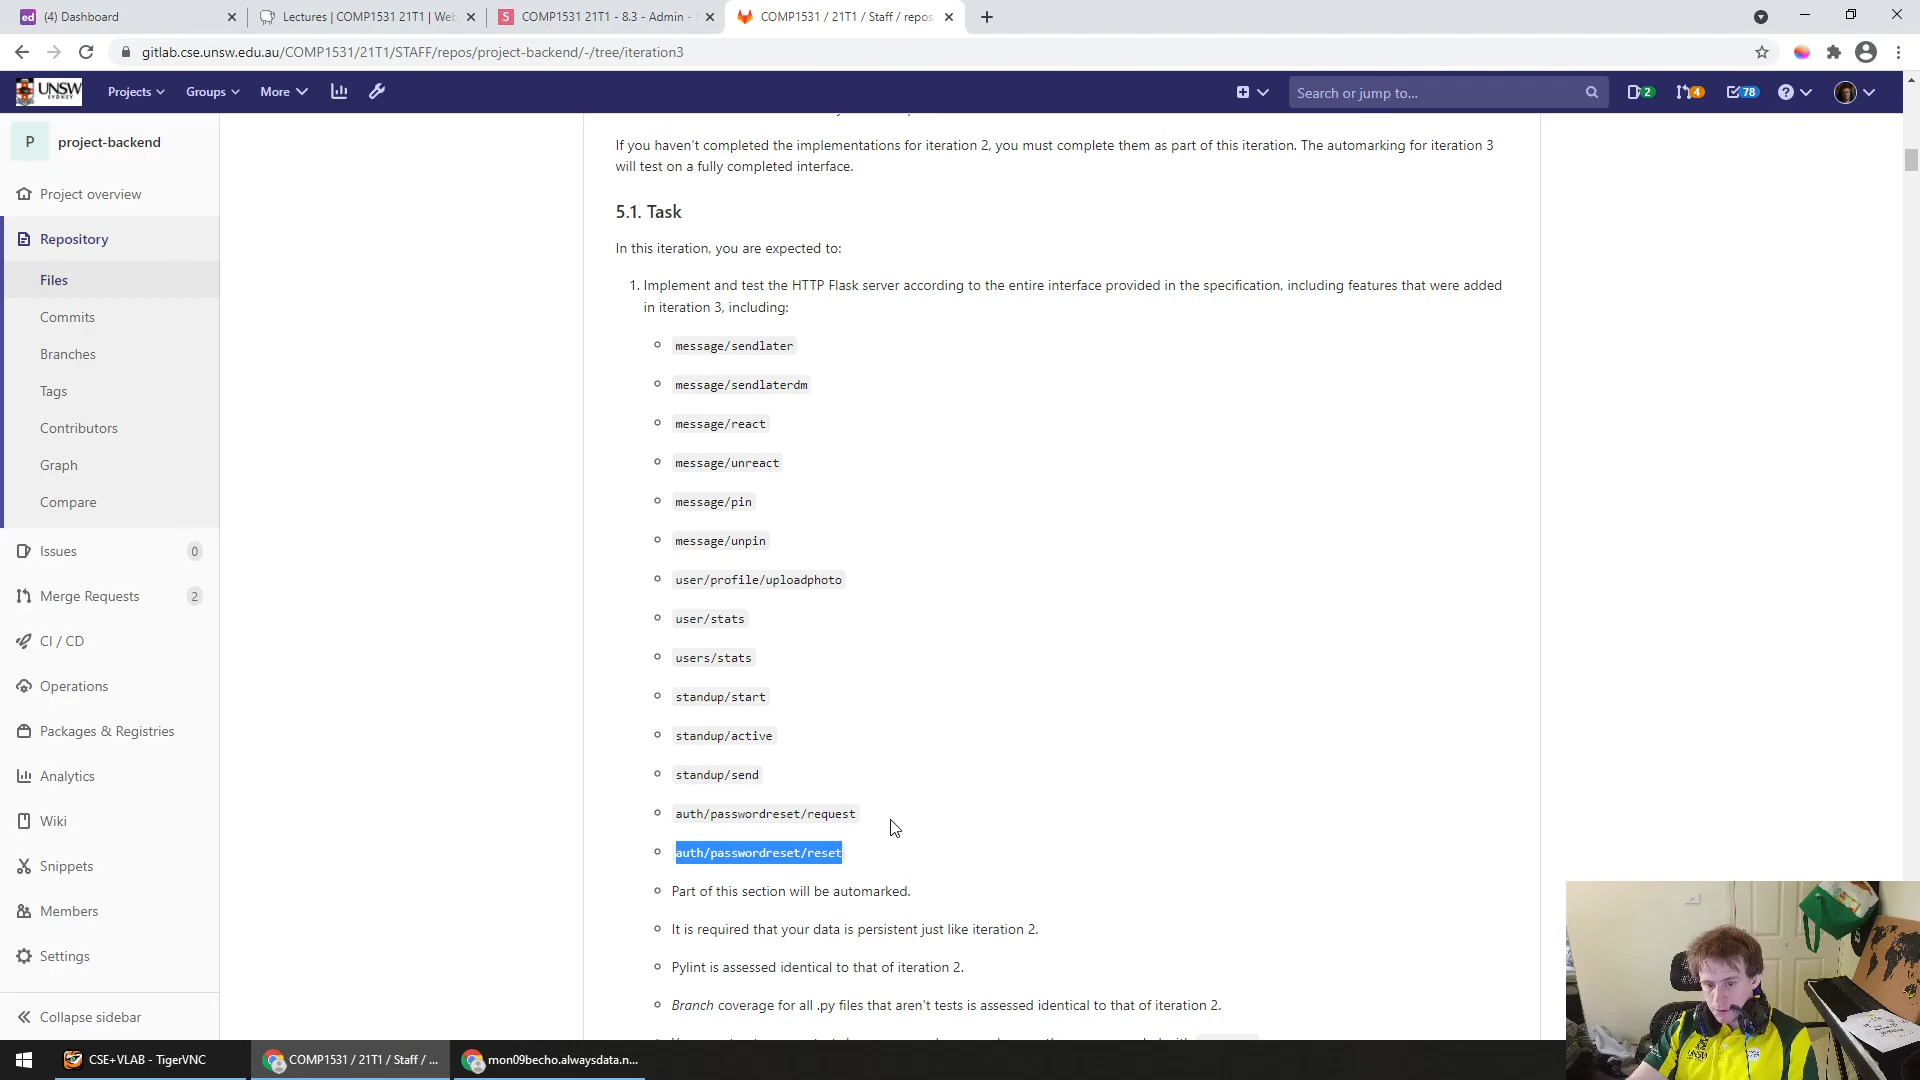 (4) Dashboard
Lectures | COMP1531 21T1 | Web
COMP1531 21T1 - 8.3 - Admin -
COMP1531 / 21T1 / Staff / repos
gitlab.cse.unsw.edu.au/COMP1531/21T1/STAFF/repos/project-backend/-/tree/iteration3
UNSW
SYDNEY
Projects
Groups
More
Search or jump to...
2
4
78
P
project-backend
Project overview
Repository
Files
Commits
Branches
Tags
Contributors
Graph
Compare
Issues 0
Merge Requests 2
CI / CD
Operations
Packages & Registries
Analytics
Wiki
Snippets
Members
Settings
Collapse sidebar
If you haven't completed the implementations for iteration 2, you must complete them as part of this iteration. The automarking for iteration 3
will test on a fully completed interface.
5.1. Task
In this iteration, you are expected to:
1. Implement and test the HTTP Flask server according to the entire interface provided in the specification, including features that were added
in iteration 3, including:
message/sendlater
message/sendlaterdm
message/react
message/unreact
message/pin
message/unpin
user/profile/uploadphoto
user/stats
users/stats
standup/start
standup/active
standup/send
auth/passwordreset/request
auth/passwordreset/reset
Part of this section will be automarked.
It is required that your data is persistent just like iteration 2.
Pylint is assessed identical to that of iteration 2.
Branch coverage for all .py files that aren't tests is assessed identical to that of iteration 2.
CSE+VLAB - TigerVNC
COMP1531 / 21T1 / Staff / ...
mon09becho.alwaysdata.n...